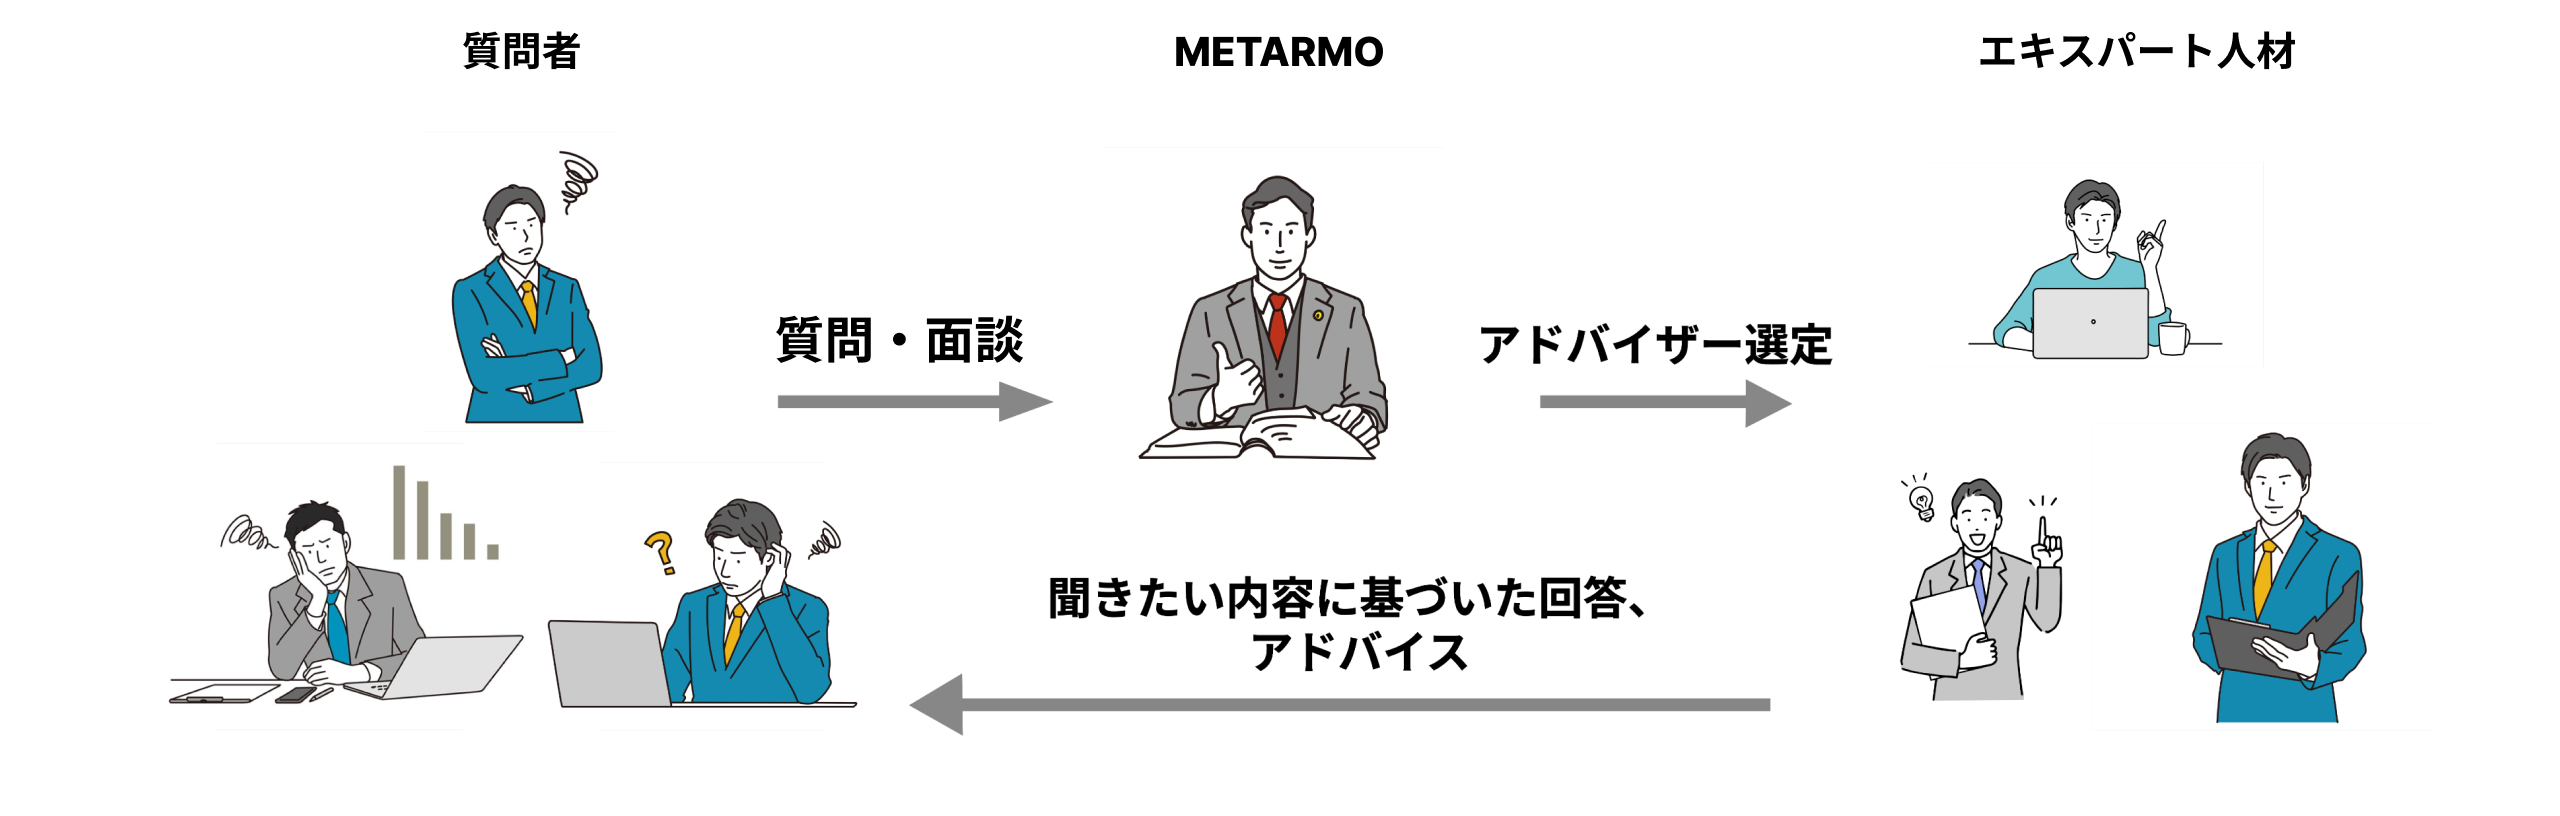 質問者
METARMO
エキスパート人材
質問・面談
アドバイザー選定
聞きたい内容に基づいた回答、
アドバイス